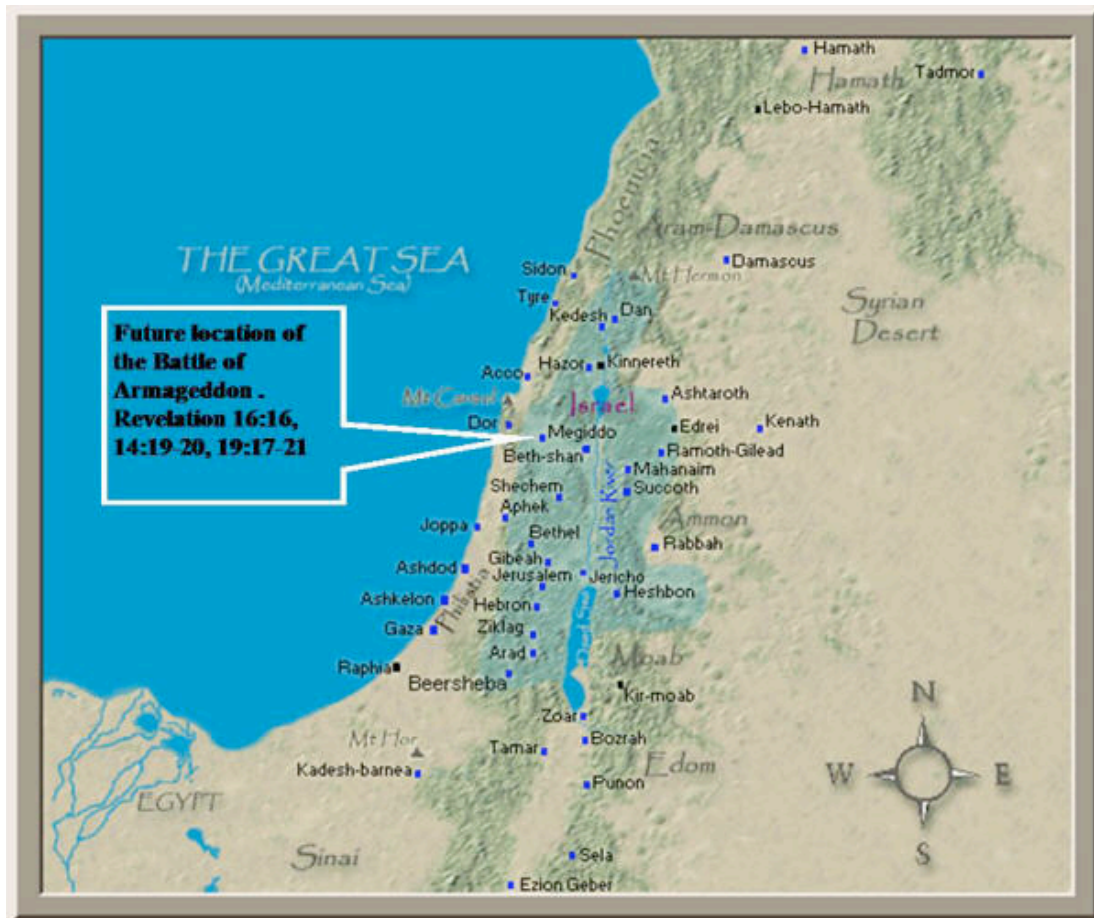 Hamath
Hamath
Tadmor
Lebo-Hamath
Phoenicia
Aram-Damascus
THE GREAT SEA
(Mediterranean Sea)
Sidon
Mt Hermon
Damascus
Tyre
Kedesh
Dan
Syrian
Desert
Future location of
the Battle of
Armageddon .
Revelation 16:16,
14:19-20, 19:17-21
Hazor
Kinnereth
Acco
Mt Carmel
Israel
Ashtaroth
Dor
Megiddo
Edrei
Kenath
Beth-shan
Ramoth-Gilead
Mahanaim
Shechem
Succoth
Jordan River
Aphek
Ammon
Joppa
Bethel
Rabbah
Gibeah
Ashdod
Jerusalem
Jericho
Philistia
Heshbon
Ashkelon
Hebron
Dead Sea
Gaza
Ziklag
Arad
Moab
Raphia
Beersheba
Kir-moab
Zoar
N
Mt Hor
Tamar
Bozrah
Edom
Kadesh-barnea
W
E
Punon
EGYPT
Sinai
Sela
S
Ezion Geber